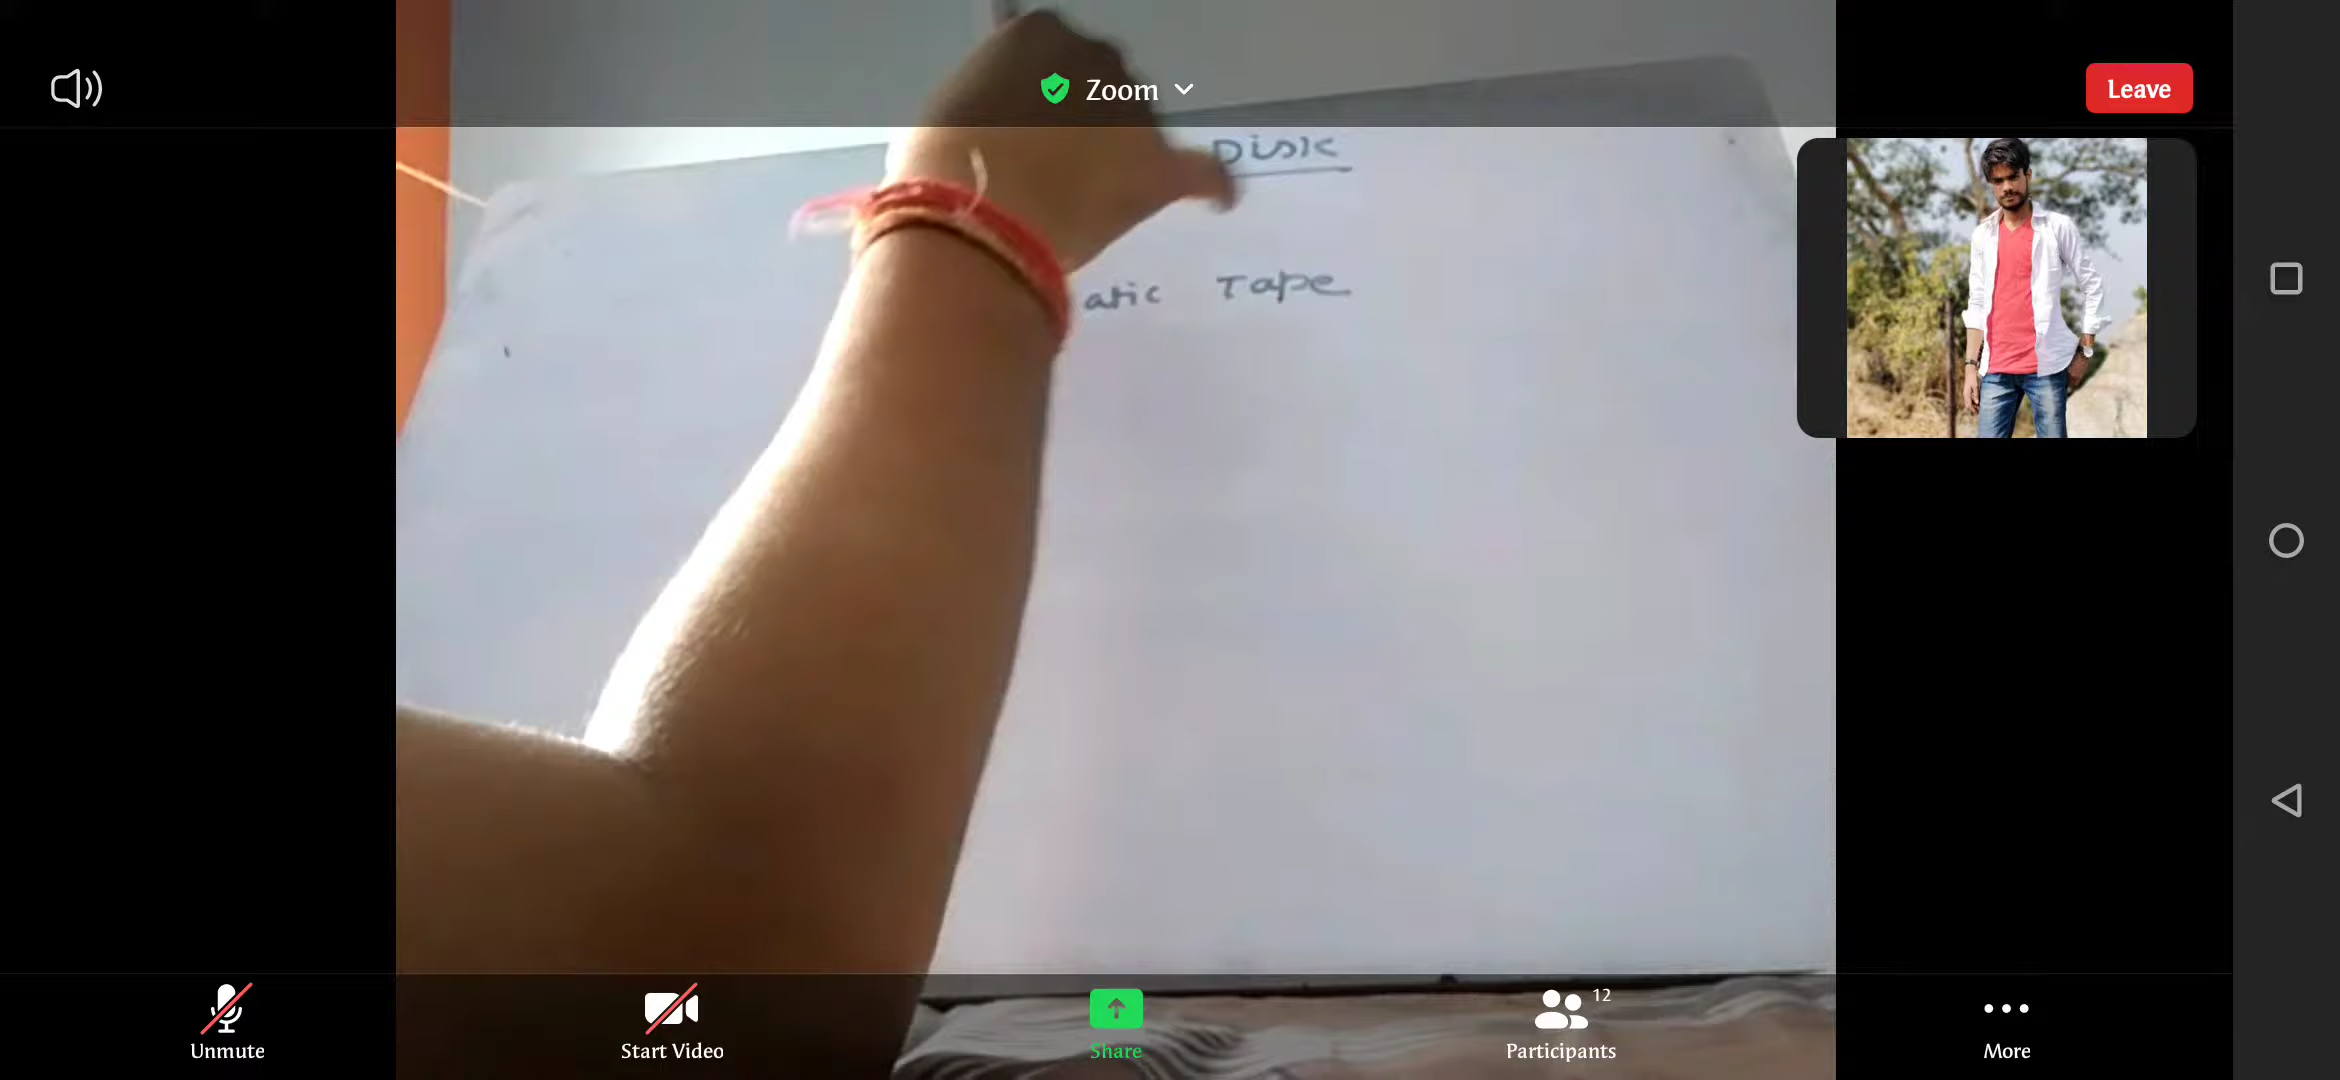 Zoom
Leave
Disk
atic Tape
12
Unmute
Start Video
Share
Participants
More